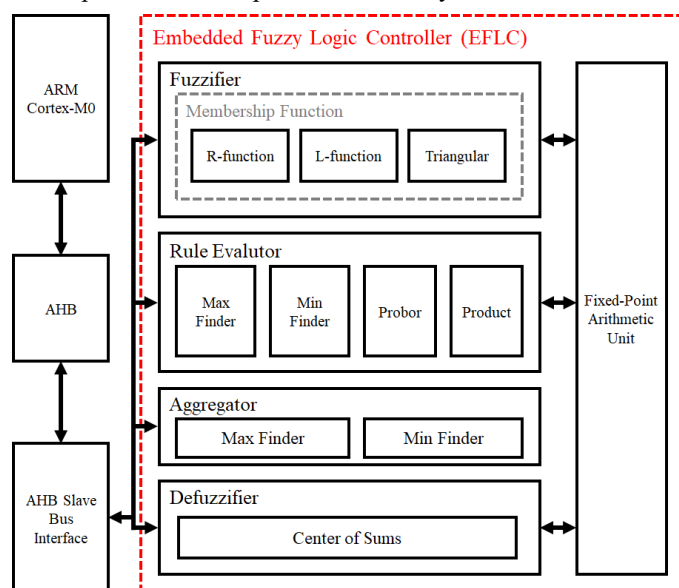 Embedded Fuzzy Logic Controller (EFLC)
ARM
Cortex-M0
AHB
AHB Slave
Bus
Interface
Fuzzifier
Membership Function
R-function
L-function
Triangular
Rule Evalutor
Max
Finder
Min
Finder
Probor
Product
Aggregator
Max Finder
Min Finder
Defuzzifier
Center of Sums
Fixed-Point
Arithmetic
Unit